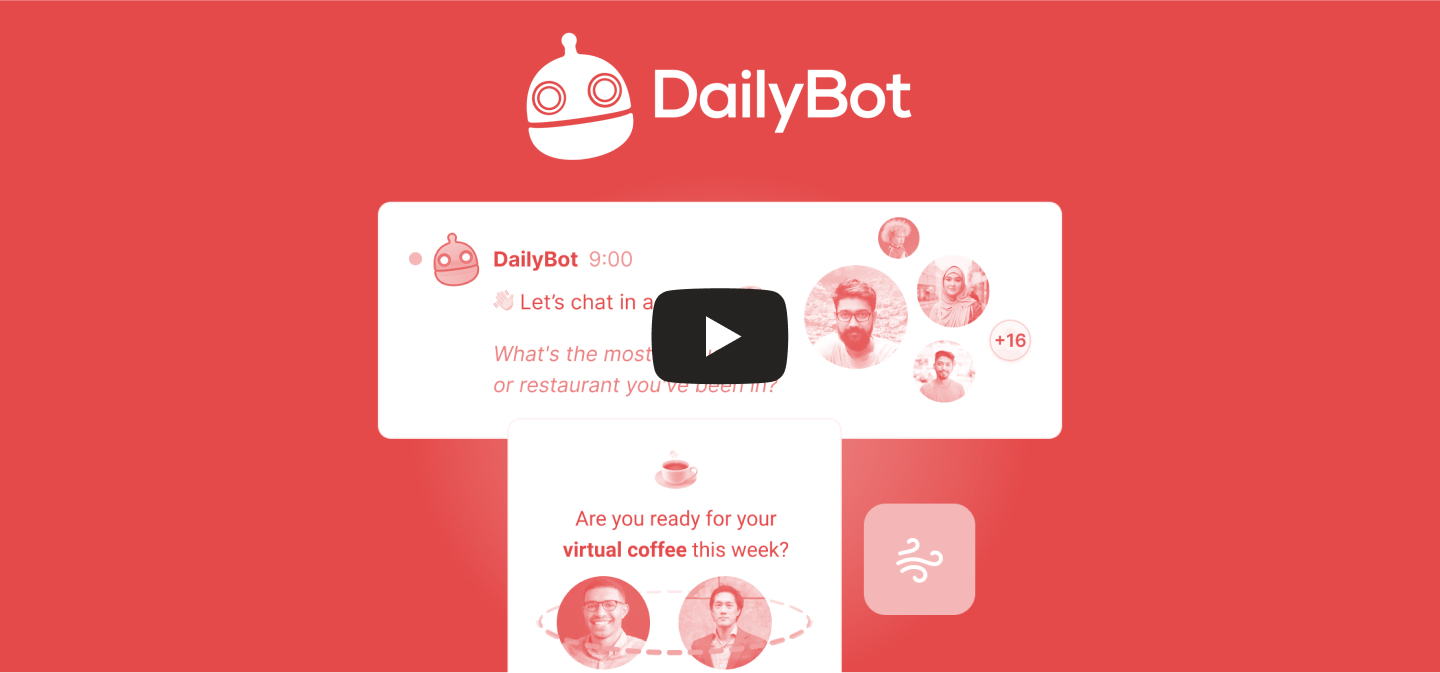 DailyBot
DailyBot 9:00
👋 Let's chat in a
What's the most
or restaurant you've been in?
+16
Are you ready for your
virtual coffee this week?